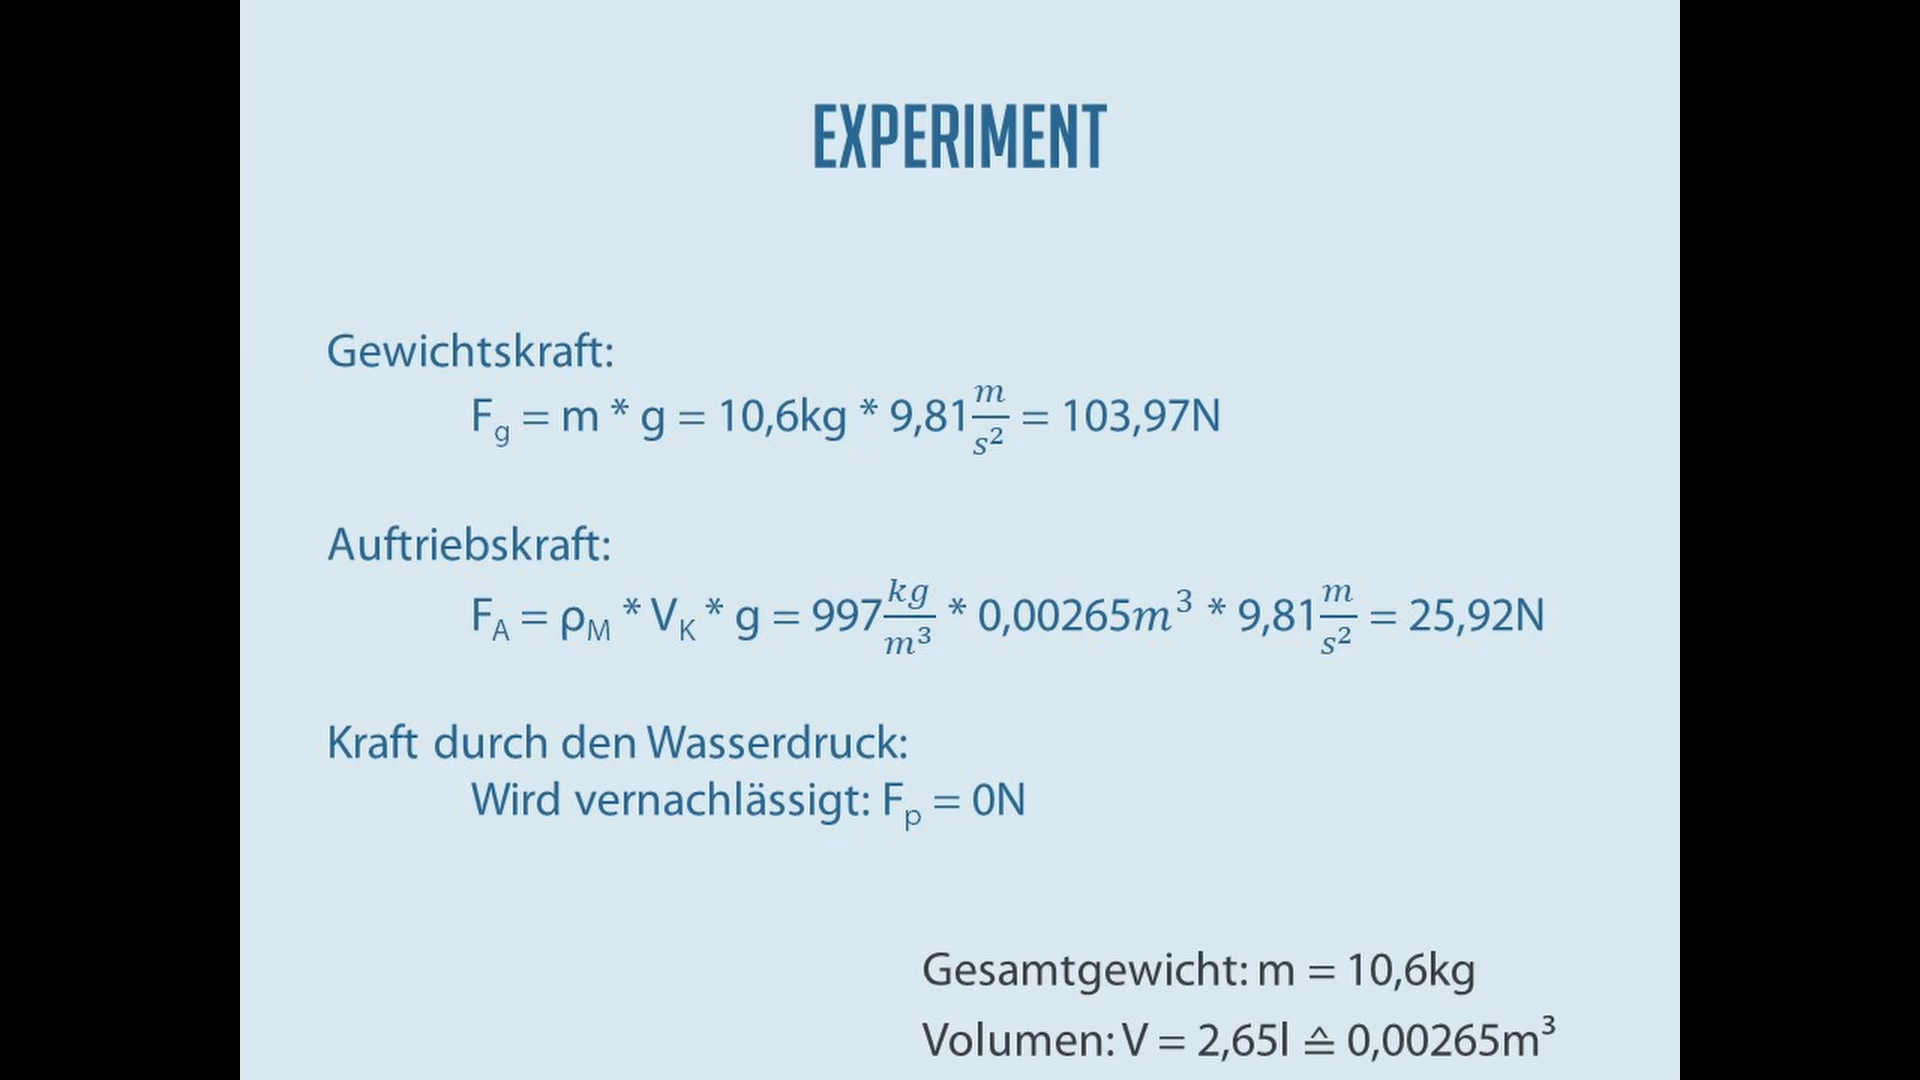 EXPERIMENT
Gewichtskraft:
F_g = m * g = 10,6kg * 9,81 m/s² = 103,97N
Auftriebskraft:
F_A = ρ_M * V_K * g = 997 kg/m³ * 0,00265m³ * 9,81 m/s² = 25,92N
Kraft durch den Wasserdruck:
Wird vernachlässigt: F_p = 0N
Gesamtgewicht: m = 10,6kg
Volumen: V = 2,65l ≙ 0,00265m³